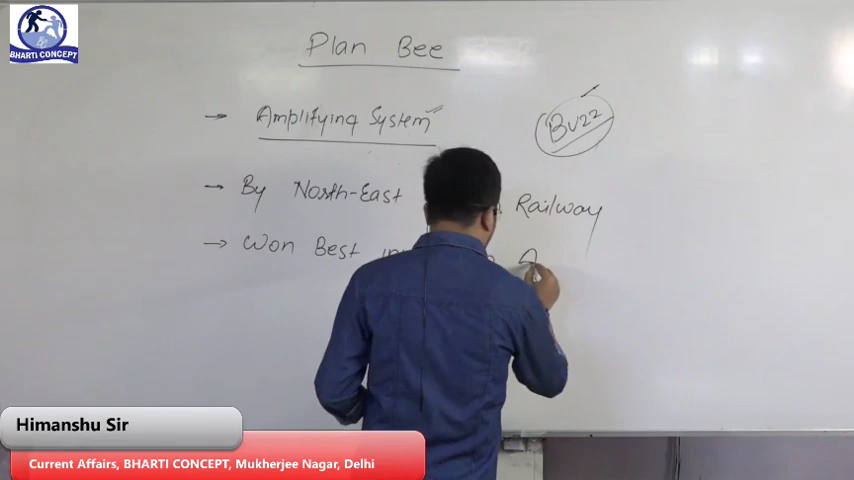 BHARTI CONCEPT
Plan Bee
→ Amplifying System
Buzz
→ By North-East Railway
→ Won Best
Himanshu Sir
Current Affairs, BHARTI CONCEPT, Mukherjee Nagar, Delhi